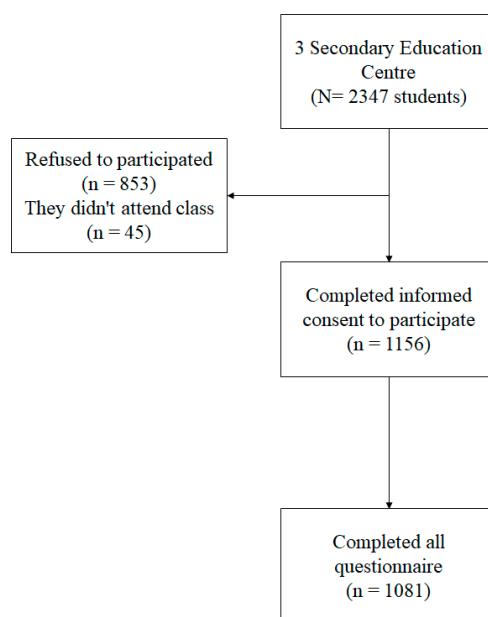 3 Secondary Education
Centre
(N= 2347 students)
Refused to participated
(n = 853)
They didn't attend class
(n = 45)
Completed informed
consent to participate
(n = 1156)
Completed all
questionnaire
(n = 1081)